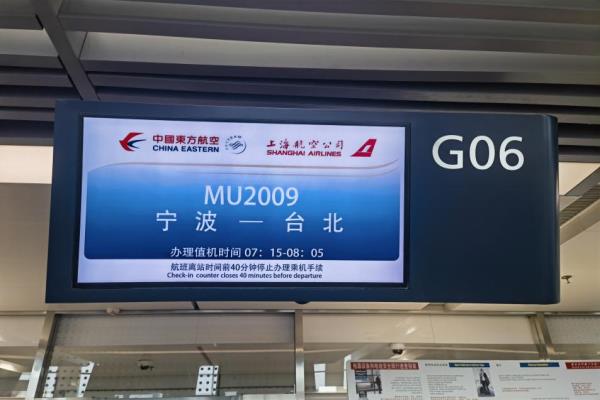 中國東方航空
CHINA EASTERN
上海航空公司
SHANGHAI AIRLINES
G06
MU2009
宁波 — 台北
办理值机时间 07:15-08:05
航班离站时间前40分钟停止办理乘机手续
Check-in counter closes 40 minutes before departure